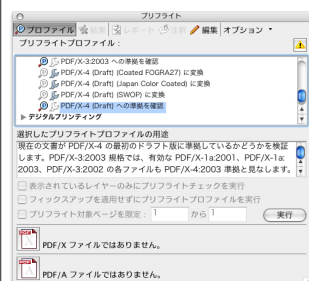 プリフライト
プロファイル 結果 レポート 注釈 編集 オプション
プリフライトプロファイル：
PDF/X-3:2003 への準拠を確認
PDF/X-4 (Draft) (Coated FOGRA27) に変換
PDF/X-4 (Draft) (Japan Color Coated) に変換
PDF/X-4 (Draft) (SWOP) に変換
PDF/X-4 (Draft) への準拠を確認
デジタルプリンティング
選択したプリフライトプロファイルの用途
現在の文書が PDF/X-4 の最初のドラフト版に準拠しているかどうかを検証
します。PDF/X-3:2003 規格では、有効な PDF/X-1a:2001、PDF/X-1a:
2003、PDF/X-3:2002 の各ファイルも PDF/X-4:2003 準拠と見なします。
表示されているレイヤーのみにプリフライトチェックを実行
フィックスアップを適用せずにプリフライトプロファイルを実行
プリフライト対象ページを限定： 1 から 1 実行
PDF/X ファイルではありません。
PDF/A ファイルではありません。